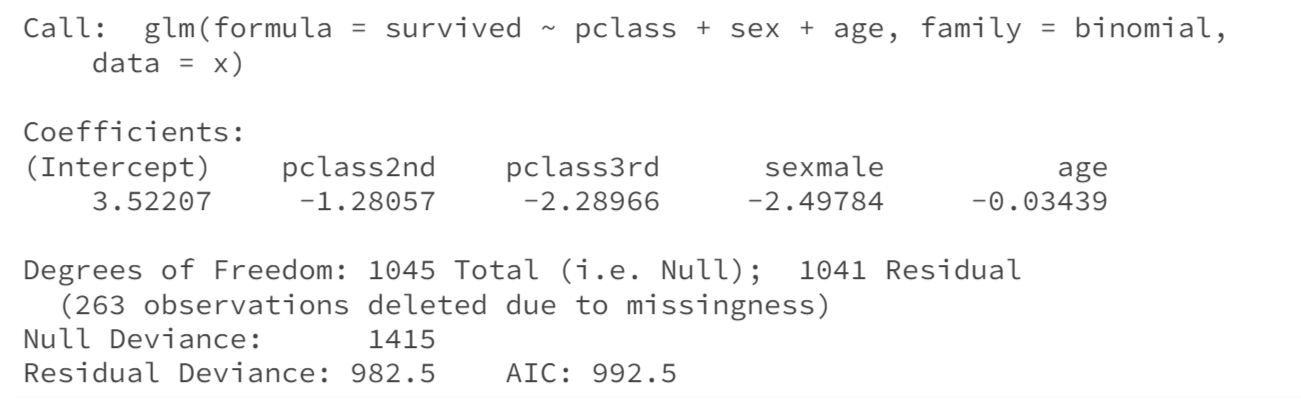 Call:  glm(formula = survived ~ pclass + sex + age, family = binomial,
    data = x)
Coefficients:
(Intercept)    pclass2nd    pclass3rd      sexmale          age
    3.52207     -1.28057     -2.28966     -2.49784     -0.03439
Degrees of Freedom: 1045 Total (i.e. Null);  1041 Residual
  (263 observations deleted due to missingness)
Null Deviance:      1415
Residual Deviance: 982.5    AIC: 992.5